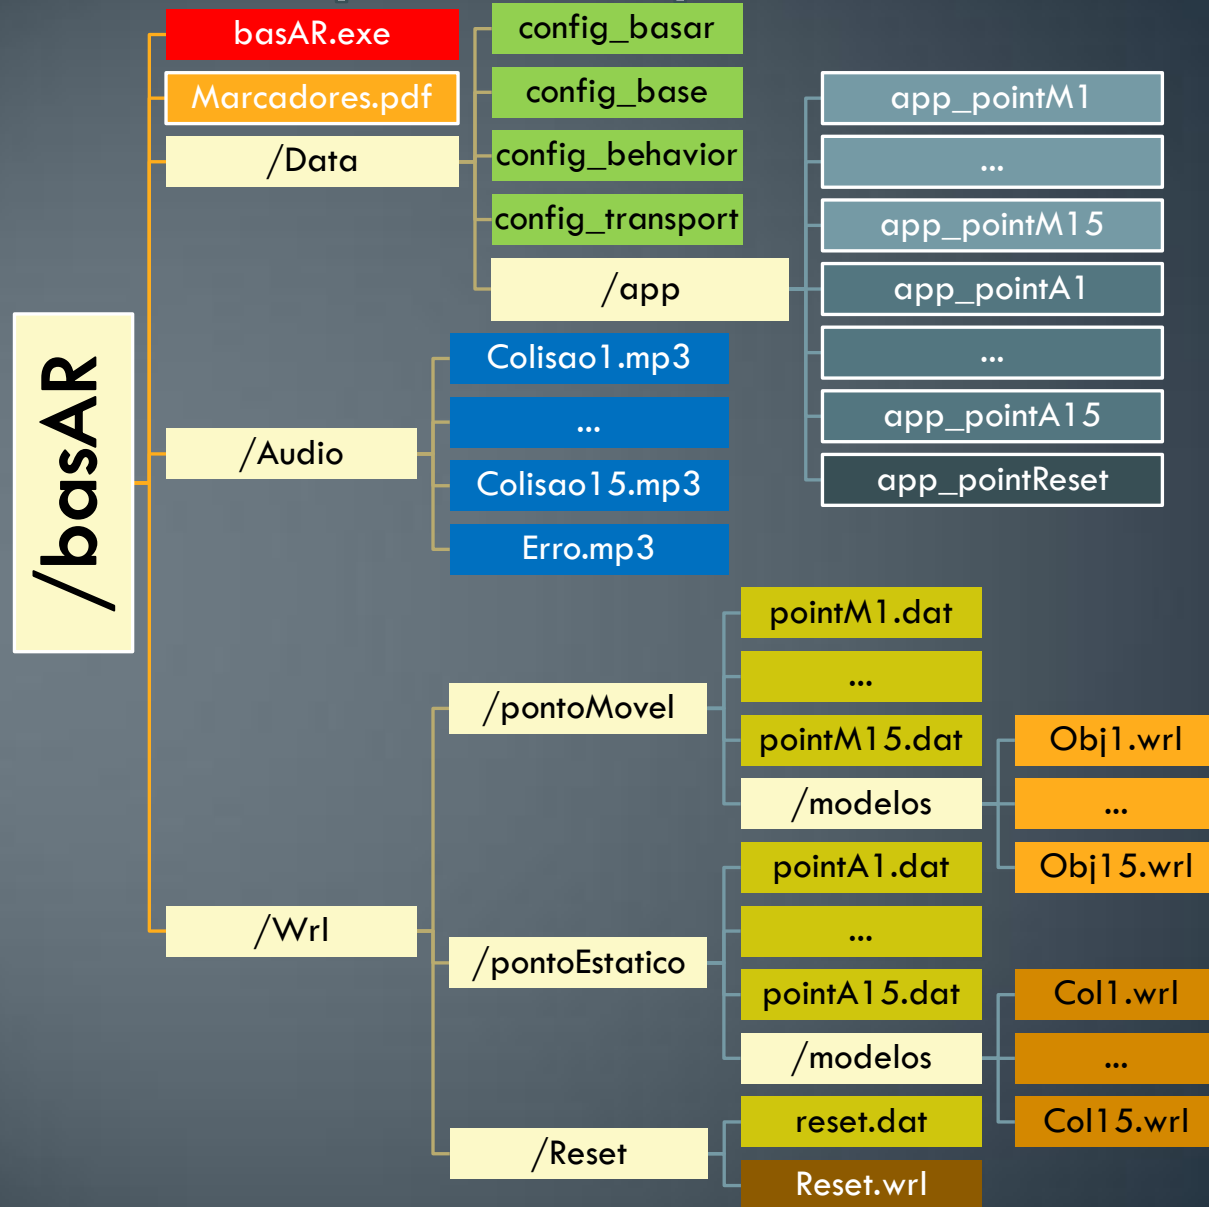 /basAR
basAR.exe
Marcadores.pdf
/Data
config_basar
config_base
config_behavior
config_transport
/app
app_pointM1
...
app_pointM15
app_pointA1
...
app_pointA15
app_pointReset
/Audio
Colisao1.mp3
...
Colisao15.mp3
Erro.mp3
/Wrl
/pontoMovel
pointM1.dat
...
pointM15.dat
/modelos
Obj1.wrl
...
Obj15.wrl
/pontoEstatico
pointA1.dat
...
pointA15.dat
/modelos
Col1.wrl
...
Col15.wrl
/Reset
reset.dat
Reset.wrl